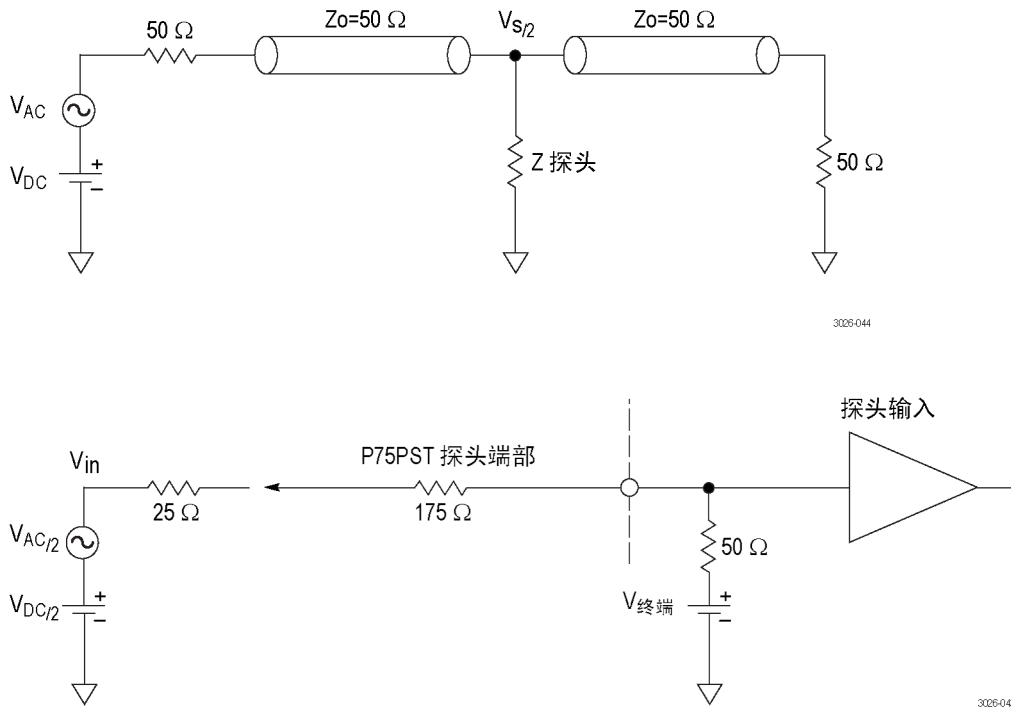 50 Ω
Zo=50 Ω
VS/2
Zo=50 Ω
VAC
VDC
+
−
Z 探头
50 Ω
3026-044
探头输入
P75PST 探头端部
Vin
25 Ω
175 Ω
VAC/2
50 Ω
VDC/2
+
−
V终端
+
−
3026-04